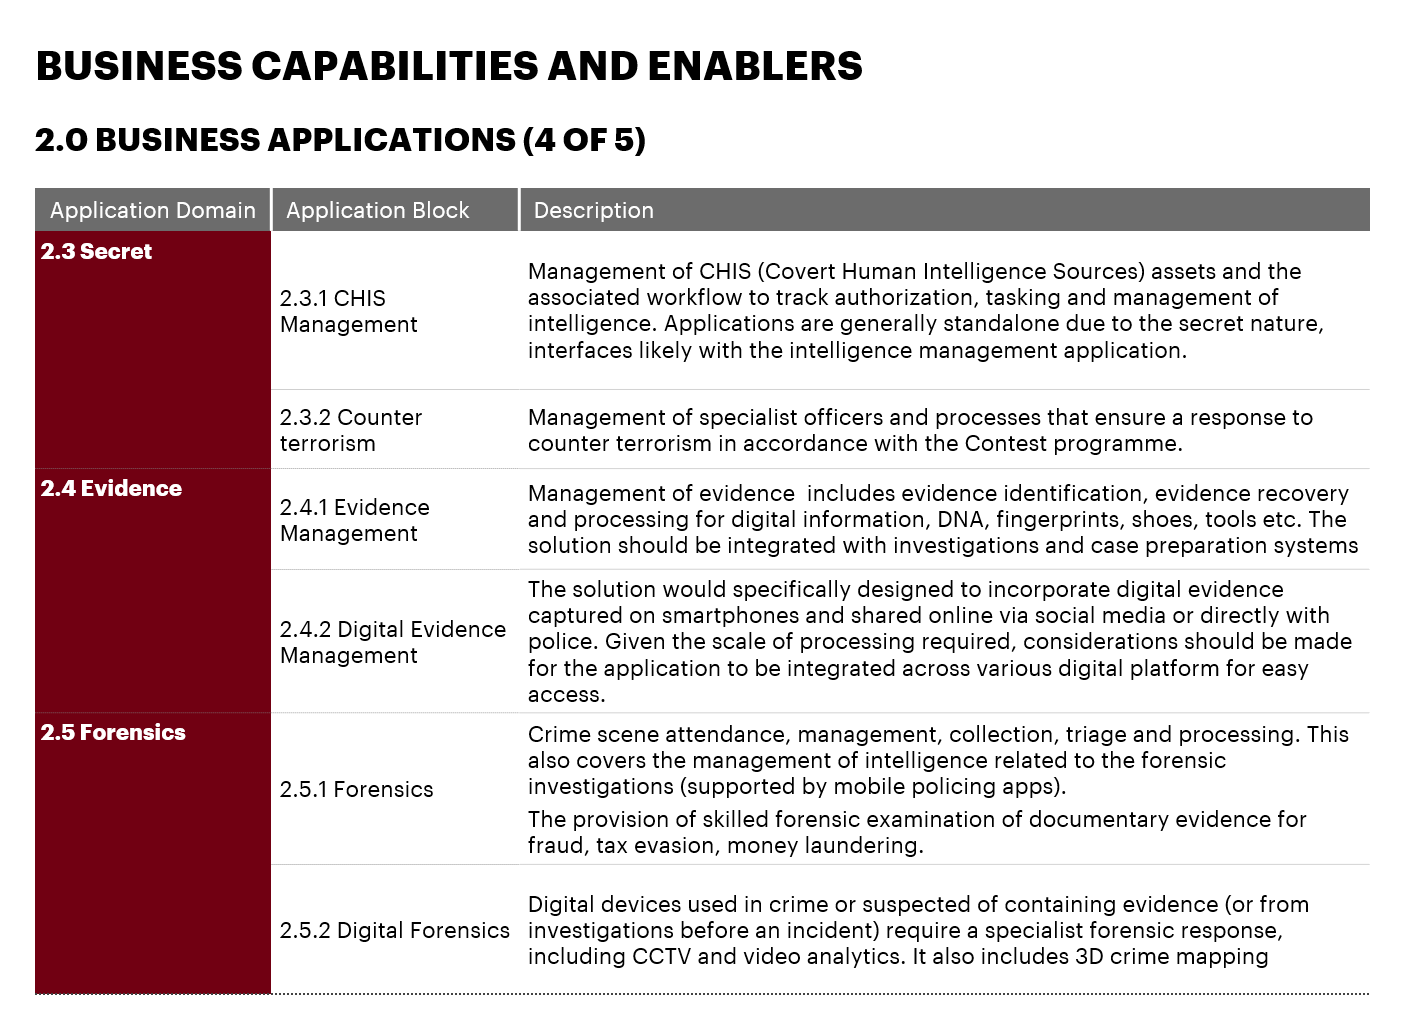 BUSINESS CAPABILITIES AND ENABLERS
2.0 BUSINESS APPLICATIONS (4 OF 5)
Application Domain
Application Block
Description
2.3 Secret
2.3.1 CHIS
Management
Management of CHIS (Covert Human Intelligence Sources) assets and the
associated workflow to track authorization, tasking and management of
intelligence. Applications are generally standalone due to the secret nature,
interfaces likely with the intelligence management application.
2.3.2 Counter
terrorism
Management of specialist officers and processes that ensure a response to
counter terrorism in accordance with the Contest programme.
2.4 Evidence
2.4.1 Evidence
Management
Management of evidence  includes evidence identification, evidence recovery
and processing for digital information, DNA, fingerprints, shoes, tools etc. The
solution should be integrated with investigations and case preparation systems
2.4.2 Digital Evidence
Management
The solution would specifically designed to incorporate digital evidence
captured on smartphones and shared online via social media or directly with
police. Given the scale of processing required, considerations should be made
for the application to be integrated across various digital platform for easy
access.
2.5 Forensics
2.5.1 Forensics
Crime scene attendance, management, collection, triage and processing. This
also covers the management of intelligence related to the forensic
investigations (supported by mobile policing apps).
The provision of skilled forensic examination of documentary evidence for
fraud, tax evasion, money laundering.
2.5.2 Digital Forensics
Digital devices used in crime or suspected of containing evidence (or from
investigations before an incident) require a specialist forensic response,
including CCTV and video analytics. It also includes 3D crime mapping